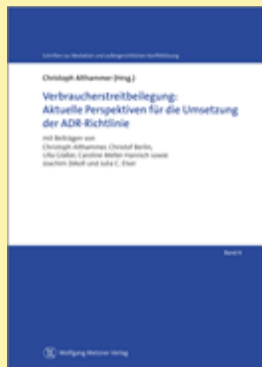 Schriften zur Mediation und außergerichtlichen Konfliktlösung
Christoph Althammer (Hrsg.)
Verbraucherstreitbeilegung:
Aktuelle Perspektiven für die Umsetzung
der ADR-Richtlinie
mit Beiträgen von
Christoph Althammer, Christof Berlin,
Ulla Gläßer, Caroline Meller-Hannich sowie
Joachim Zekoll und Julia C. Elser
Band
Wolfgang Metzner Verlag